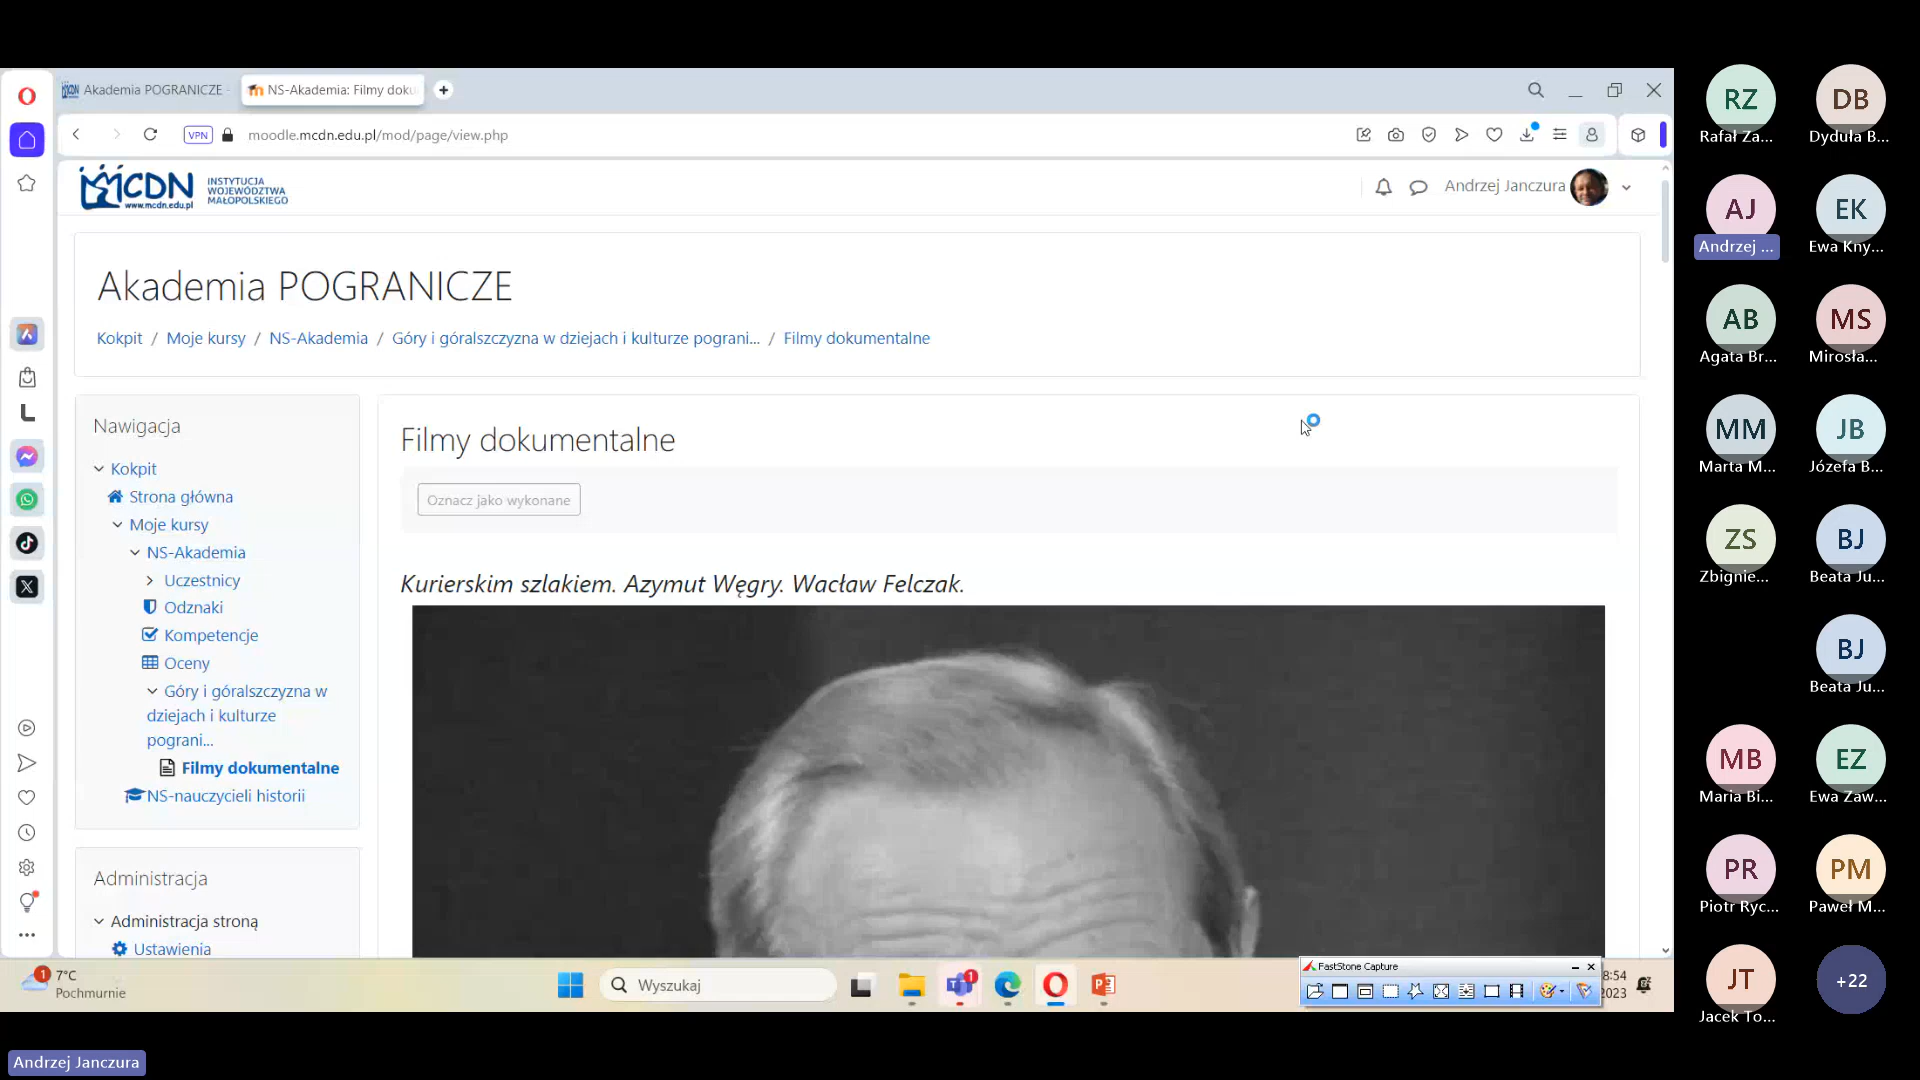 Akademia POGRANICZE -
NS-Akademia: Filmy doku
VPN
moodle.mcdn.edu.pl/mod/page/view.php
MCDN
www.mcdn.edu.pl
INSTYTUCJA
WOJEWÓDZTWA
MAŁOPOLSKIEGO
Andrzej Janczura
Akademia POGRANICZE
Kokpit / Moje kursy / NS-Akademia / Góry i góralszczyzna w dziejach i kulturze pograni... / Filmy dokumentalne
Nawigacja
Kokpit
Strona główna
Moje kursy
NS-Akademia
Uczestnicy
Odznaki
Kompetencje
Oceny
Góry i góralszczyzna w
dziejach i kulturze
pograni...
Filmy dokumentalne
NS-nauczycieli historii
Administracja
Administracja stroną
Ustawienia
Filmy dokumentalne
Oznacz jako wykonane
Kurierskim szlakiem. Azymut Węgry. Wacław Felczak.
1
7°C
Pochmurnie
Wyszukaj
1
FastStone Capture
8:54
2023
RZ
Rafał Za...
DB
Dyduła B...
AJ
Andrzej ...
EK
Ewa Kny...
AB
Agata Br...
MS
Mirosła...
MM
Marta M...
JB
Józefa B...
ZS
Zbignie...
BJ
Beata Ju...
BJ
Beata Ju...
MB
Maria Bi...
EZ
Ewa Zaw...
PR
Piotr Ryc...
PM
Paweł M...
JT
Jacek To...
+22
Andrzej Janczura